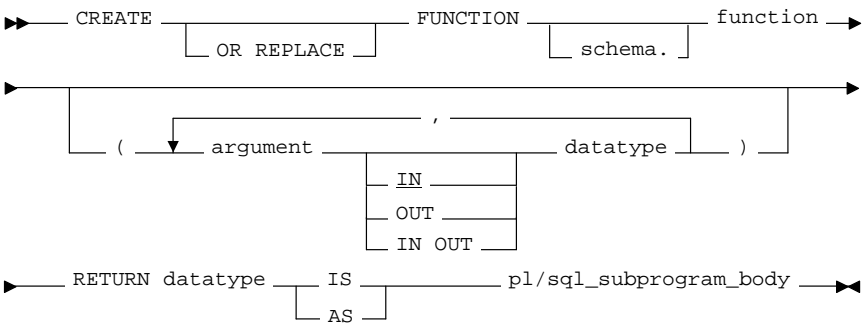 CREATE FUNCTION function
OR REPLACE schema.
,
( argument datatype )
IN
OUT
IN OUT
RETURN datatype IS pl/sql_subprogram_body
AS